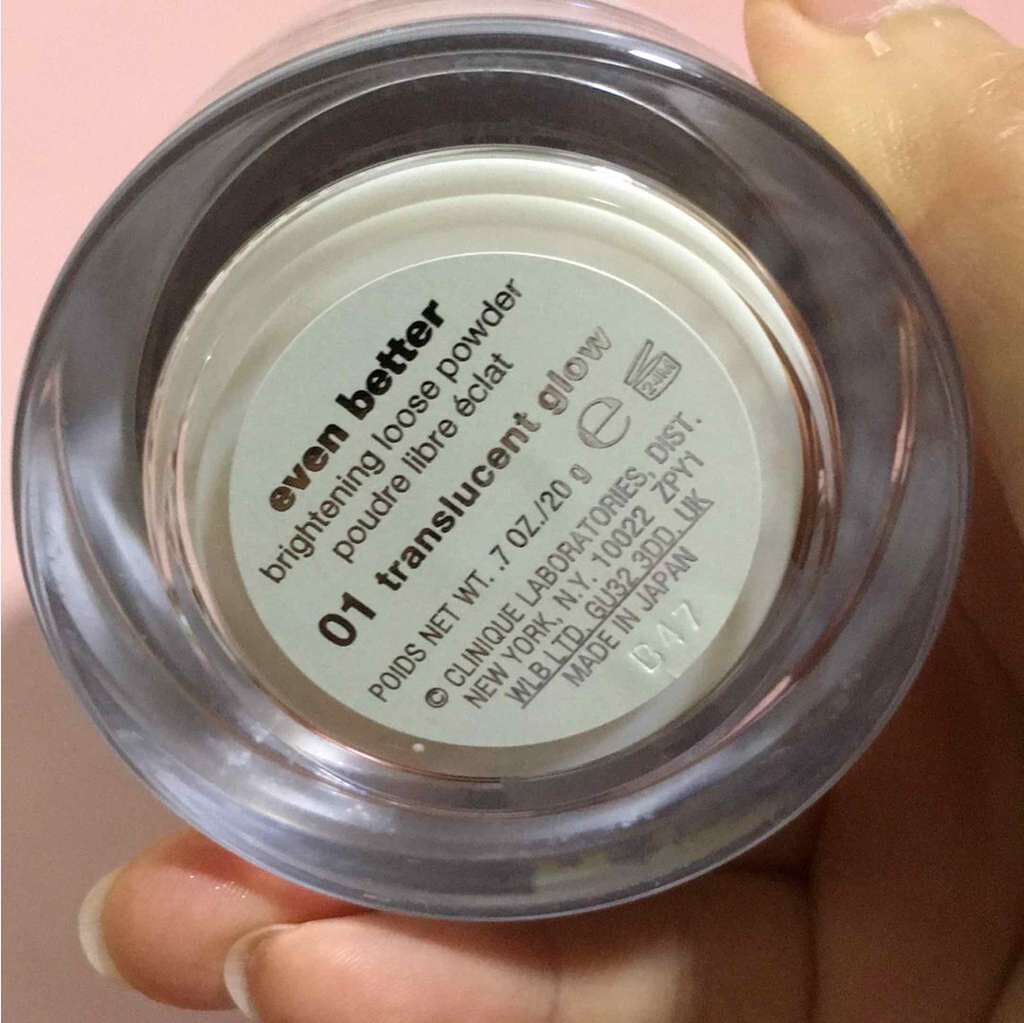 even better
brightening loose powder
poudre libre éclat
01 translucent glow
24M
POIDS NET WT. .7 OZ./20 g e
© CLINIQUE LABORATORIES, DIST.
NEW YORK, N.Y. 10022 ZPY1
WLB LTD. GU32 3DD. UK
MADE IN JAPAN
B47